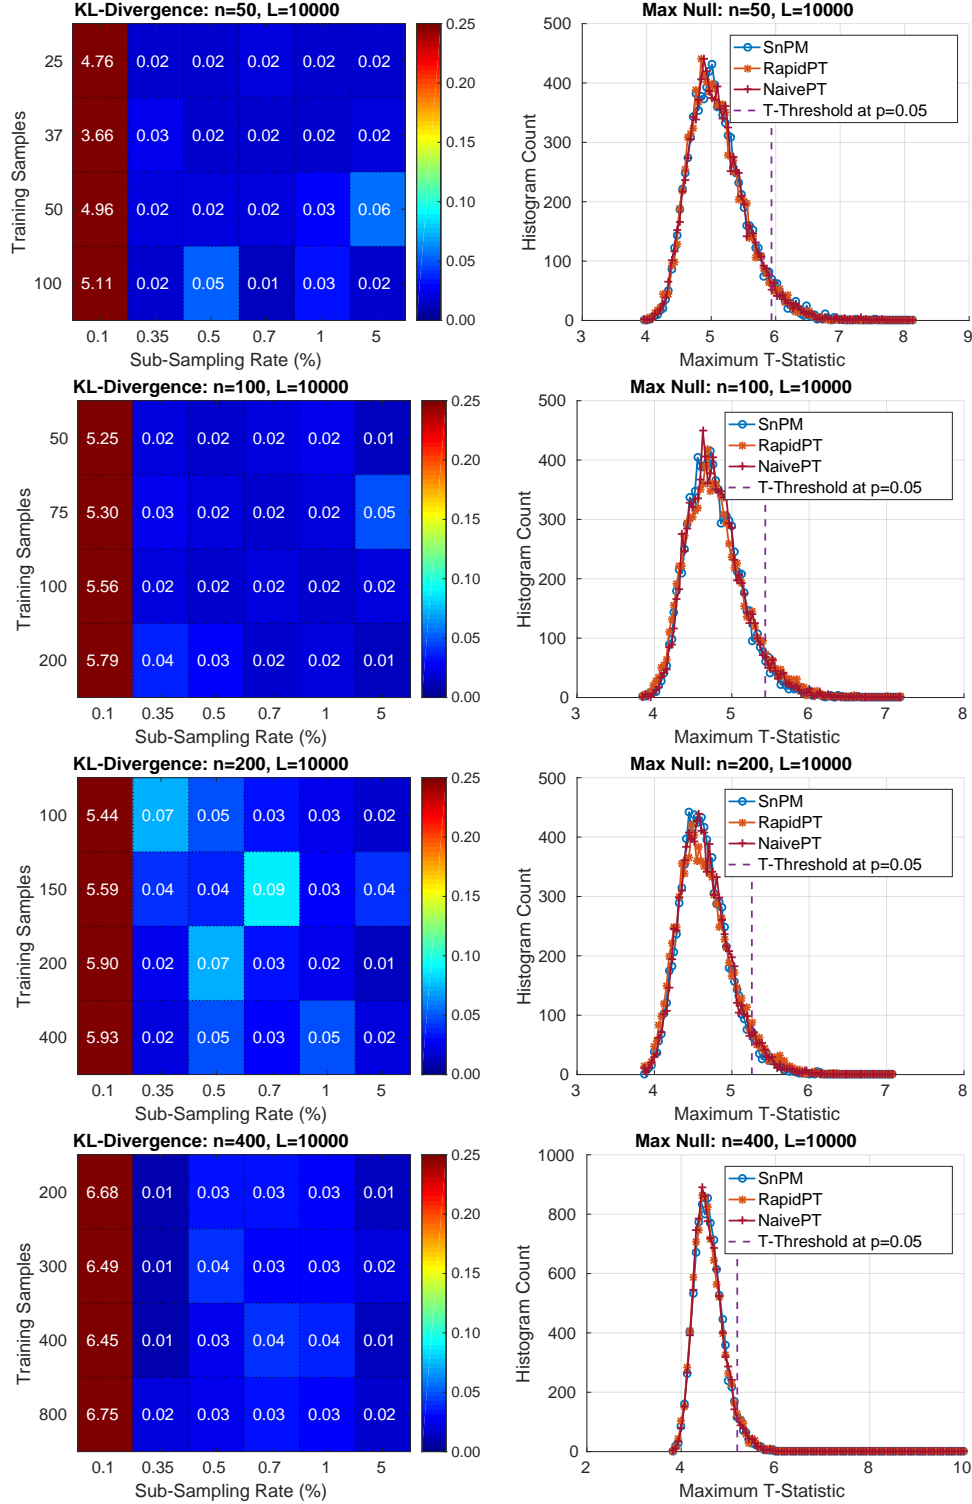 KL-Divergence: n=50, L=10000
Training Samples
25 4.76 0.02 0.02 0.02 0.02 0.02
37 3.66 0.03 0.02 0.02 0.02 0.02
50 4.96 0.02 0.02 0.02 0.03 0.06
100 5.11 0.02 0.05 0.01 0.03 0.02
0.1 0.35 0.5 0.7 1 5
Sub-Sampling Rate (%)
0.25
0.20
0.15
0.10
0.05
0.00
Max Null: n=50, L=10000
Histogram Count
500
400
300
200
100
0
SnPM
RapidPT
NaivePT
T-Threshold at p=0.05
3 4 5 6 7 8 9
Maximum T-Statistic
KL-Divergence: n=100, L=10000
Training Samples
50 5.25 0.02 0.02 0.02 0.02 0.01
75 5.30 0.03 0.02 0.02 0.02 0.05
100 5.56 0.02 0.02 0.02 0.02 0.02
200 5.79 0.04 0.03 0.02 0.02 0.01
0.1 0.35 0.5 0.7 1 5
Sub-Sampling Rate (%)
0.25
0.20
0.15
0.10
0.05
0.00
Max Null: n=100, L=10000
Histogram Count
500
400
300
200
100
0
SnPM
RapidPT
NaivePT
T-Threshold at p=0.05
3 4 5 6 7 8
Maximum T-Statistic
KL-Divergence: n=200, L=10000
Training Samples
100 5.44 0.07 0.05 0.03 0.03 0.02
150 5.59 0.04 0.04 0.09 0.03 0.04
200 5.90 0.02 0.07 0.03 0.02 0.01
400 5.93 0.02 0.05 0.03 0.05 0.02
0.1 0.35 0.5 0.7 1 5
Sub-Sampling Rate (%)
0.25
0.20
0.15
0.10
0.05
0.00
Max Null: n=200, L=10000
Histogram Count
500
400
300
200
100
0
SnPM
RapidPT
NaivePT
T-Threshold at p=0.05
3 4 5 6 7 8
Maximum T-Statistic
KL-Divergence: n=400, L=10000
Training Samples
200 6.68 0.01 0.03 0.03 0.03 0.01
300 6.49 0.01 0.04 0.03 0.03 0.02
400 6.45 0.01 0.03 0.04 0.04 0.01
800 6.75 0.02 0.03 0.03 0.03 0.02
0.1 0.35 0.5 0.7 1 5
Sub-Sampling Rate (%)
0.25
0.20
0.15
0.10
0.05
0.00
Max Null: n=400, L=10000
Histogram Count
1000
800
600
400
200
0
SnPM
RapidPT
NaivePT
T-Threshold at p=0.05
2 4 6 8 10
Maximum T-Statistic